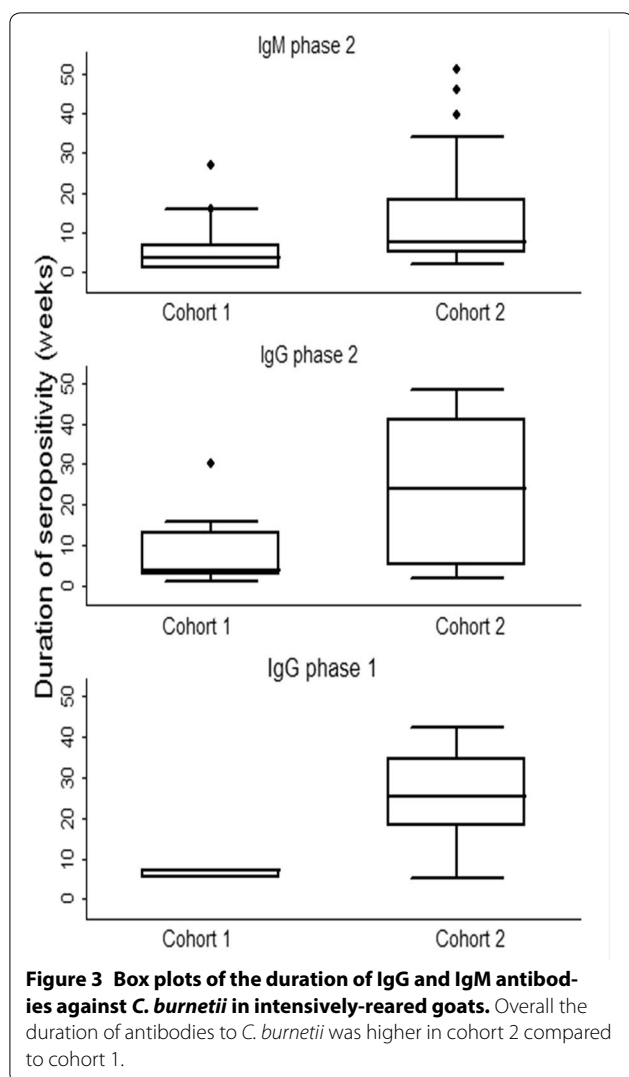 IgM phase 2
50
40
30
20
10
0
Cohort 1 Cohort 2
IgG phase 2
50
40
30
20
10
0
Cohort 1 Cohort 2
IgG phase 1
50
40
30
20
10
0
Cohort 1 Cohort 2
Duration of seropositivity (weeks)
Figure 3 Box plots of the duration of IgG and IgM antibod-
ies against C. burnetii in intensively-reared goats. Overall the
duration of antibodies to C. burnetii was higher in cohort 2 compared
to cohort 1.